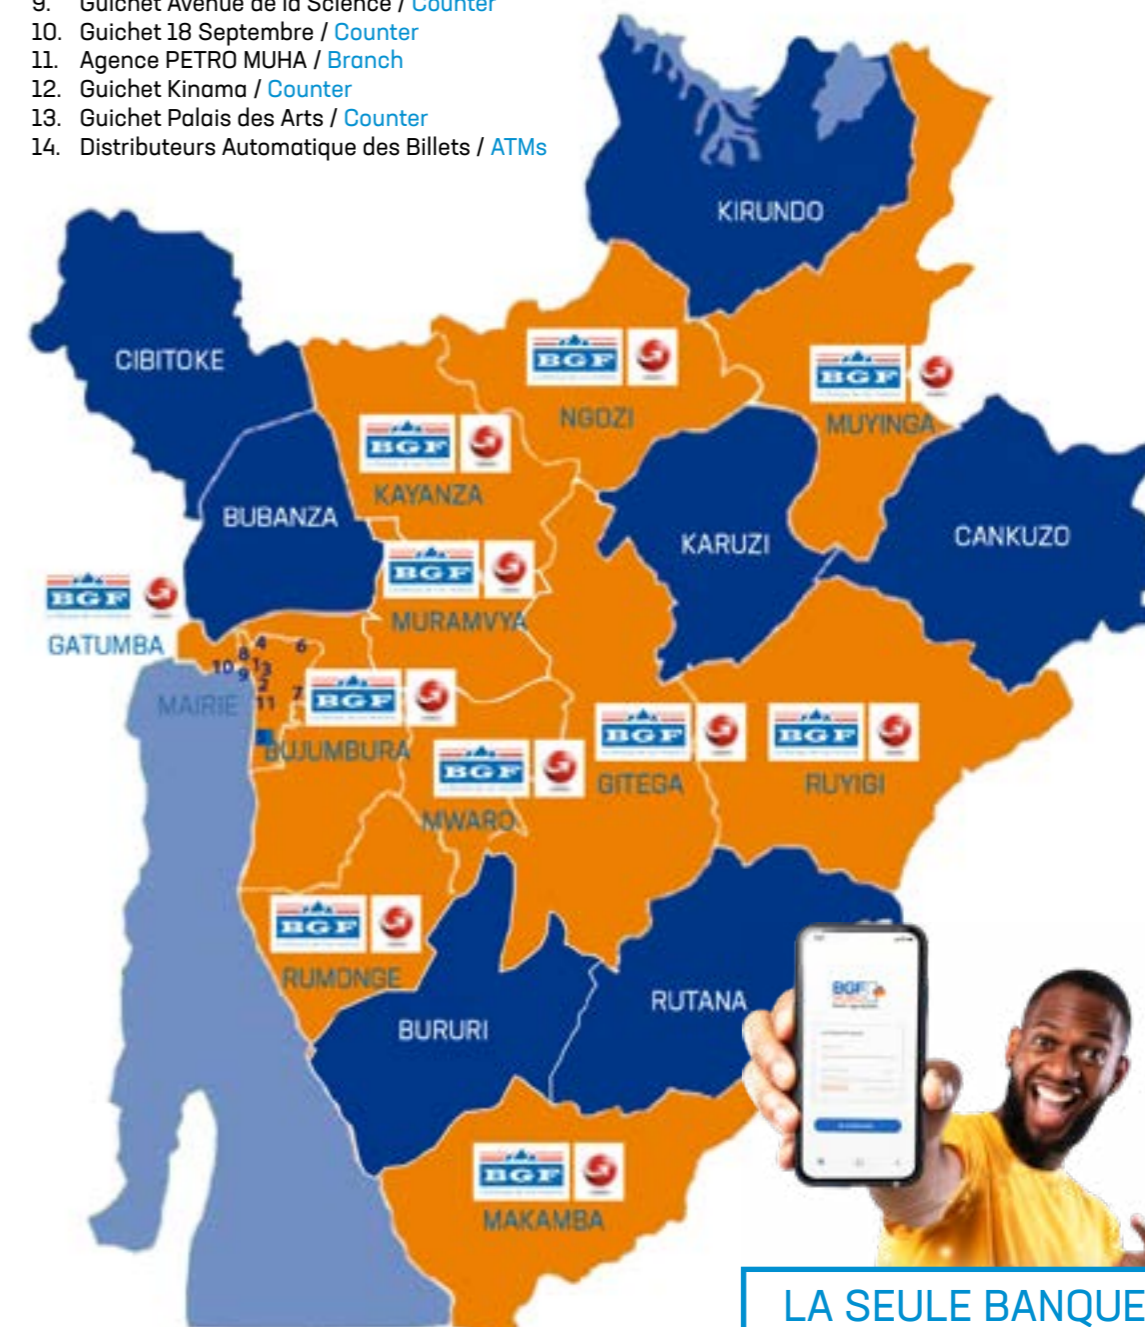 9. Guichet Avenue de la Science / Counter
10. Guichet 18 Septembre / Counter
11. Agence PETRO MUHA / Branch
12. Guichet Kinama / Counter
13. Guichet Palais des Arts / Counter
14. Distributeurs Automatique des Billets / ATMs
KIRUNDO
CIBITOKE
BGF
NGOZI
BGF
MUYINGA
BGF
KAYANZA
BUBANZA
KARUZI
CANKUZO
BGF
MURAMVYA
BGF
GATUMBA
4
6
8
10
1
3
9
2
7
11
MAIRIE
BGF
BUJUMBURA
BGF
MWARO
BGF
GITEGA
BGF
RUYIGI
BGF
RUMONGE
BURURI
RUTANA
BGF
BGF
MAKAMBA
LA SEULE BANQUE